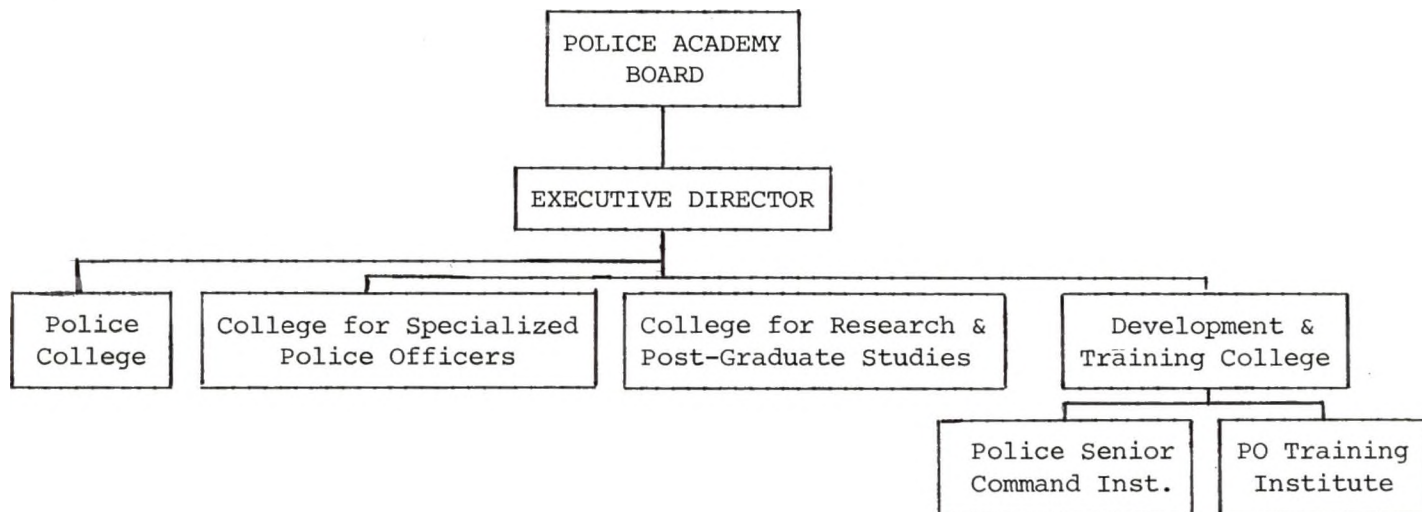 POLICE ACADEMY
BOARD
EXECUTIVE DIRECTOR
Police
College
College for Specialized
Police Officers
College for Research &
Post-Graduate Studies
Development &
Training College
Police Senior
Command Inst.
PO Training
Institute